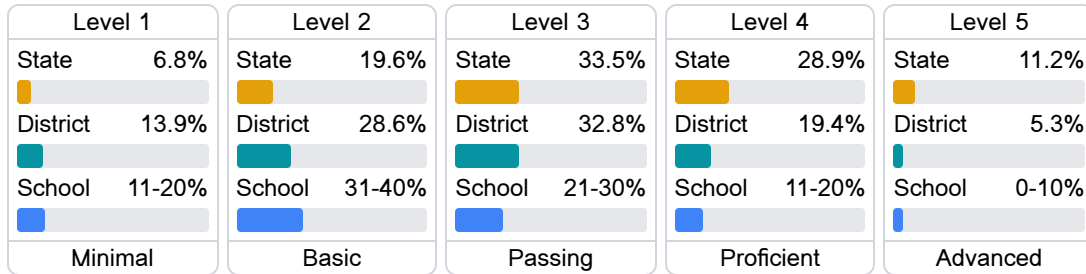 Level 1
State 6.8%
District 13.9%
School 11-20%
Minimal
Level 2
State 19.6%
District 28.6%
School 31-40%
Basic
Level 3
State 33.5%
District 32.8%
School 21-30%
Passing
Level 4
State 28.9%
District 19.4%
School 11-20%
Proficient
Level 5
State 11.2%
District 5.3%
School 0-10%
Advanced